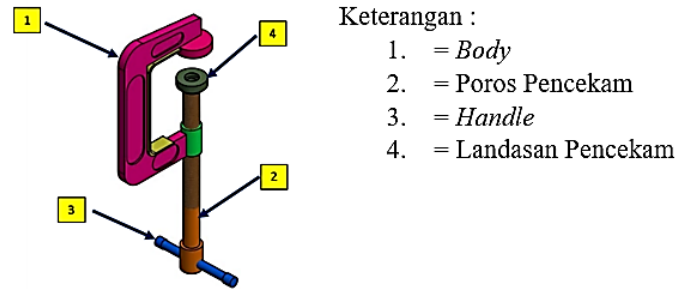 1
4
2
3
Keterangan :
1. = Body
2. = Poros Pencekam
3. = Handle
4. = Landasan Pencekam